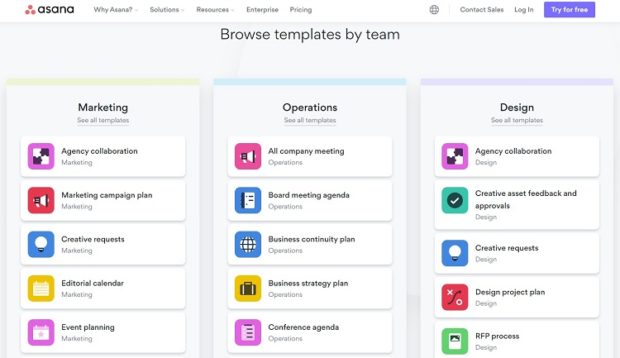 asana
Why Asana?
Solutions
Resources
Enterprise
Pricing
Contact Sales
Log In
Try for free
Browse templates by team
Marketing
See all templates
Agency collaboration
Marketing
Marketing campaign plan
Marketing
Creative requests
Marketing
Editorial calendar
Marketing
Event planning
Marketing
Operations
See all templates
All company meeting
Operations
Board meeting agenda
Operations
Business continuity plan
Operations
Business strategy plan
Operations
Conference agenda
Operations
Design
See all templates
Agency collaboration
Design
Creative asset feedback and
approvals
Design
Creative requests
Design
Design project plan
Design
RFP process
Design